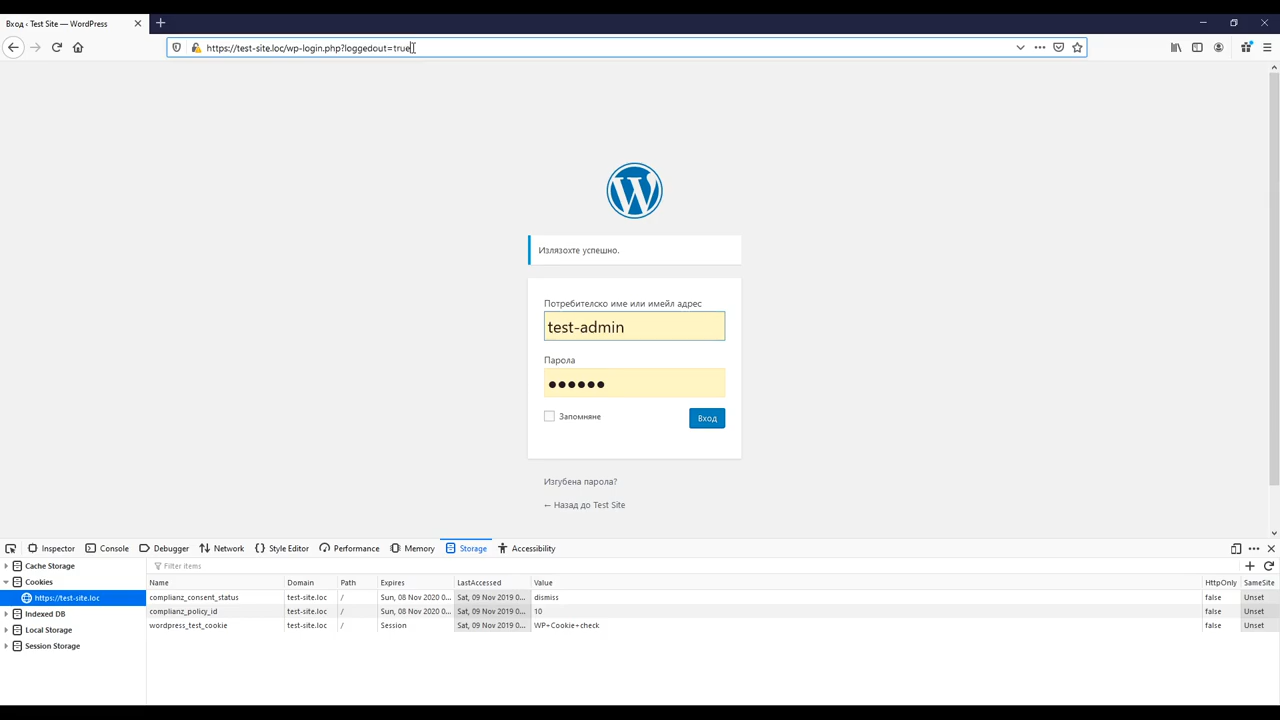 Вход ‹ Test Site — WordPress
https://test-site.loc/wp-login.php?loggedout=true
Излязохте успешно.
Потребителско име или имейл адрес
test-admin
Парола
●●●●●●
Запомняне
Вход
Изгубена парола?
← Назад до Test Site
Inspector Console Debugger Network Style Editor Performance Memory Storage Accessibility
Cache Storage
Cookies
https://test-site.loc
Indexed DB
Local Storage
Session Storage
Filter items
Name Domain Path Expires LastAccessed Value HttpOnly SameSite
complianz_consent_status test-site.loc / Sun, 08 Nov 2020 0... Sat, 09 Nov 2019 0... dismiss false Unset
complianz_policy_id test-site.loc / Sun, 08 Nov 2020 0... Sat, 09 Nov 2019 0... 10 false Unset
wordpress_test_cookie test-site.loc / Session Sat, 09 Nov 2019 0... WP+Cookie+check false Unset